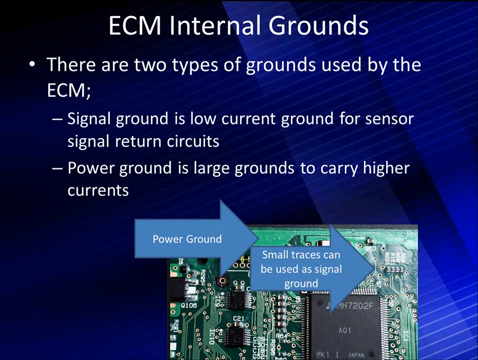 ECM Internal Grounds
• There are two types of grounds used by the
ECM;
– Signal ground is low current ground for sensor
signal return circuits
– Power ground is large grounds to carry higher
currents
Power Ground
Small traces can
be used as signal
ground
3333
Q106
C21
A01
JAPAN